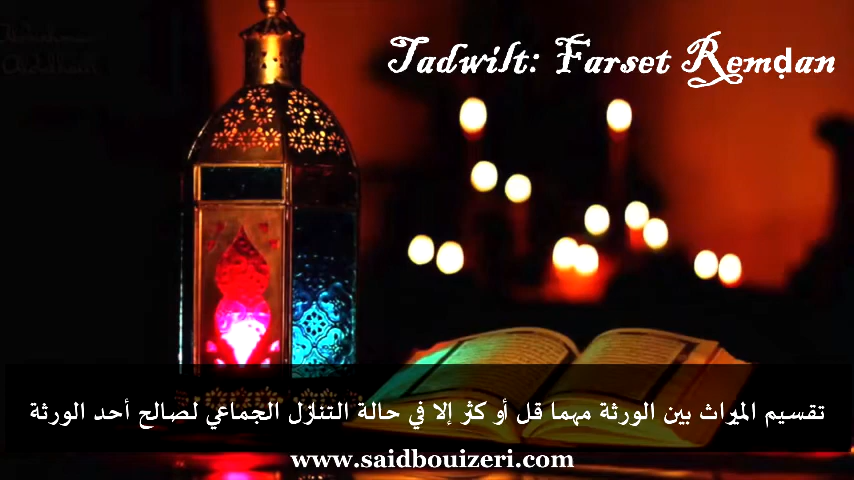 Tadwilt: Farset Remḍan
تقسيم الميراث بين الورثة مهما قل أو كثر إلا في حالة التنازل الجماعي لصالح أحد الورثة
www.saidbouizeri.com